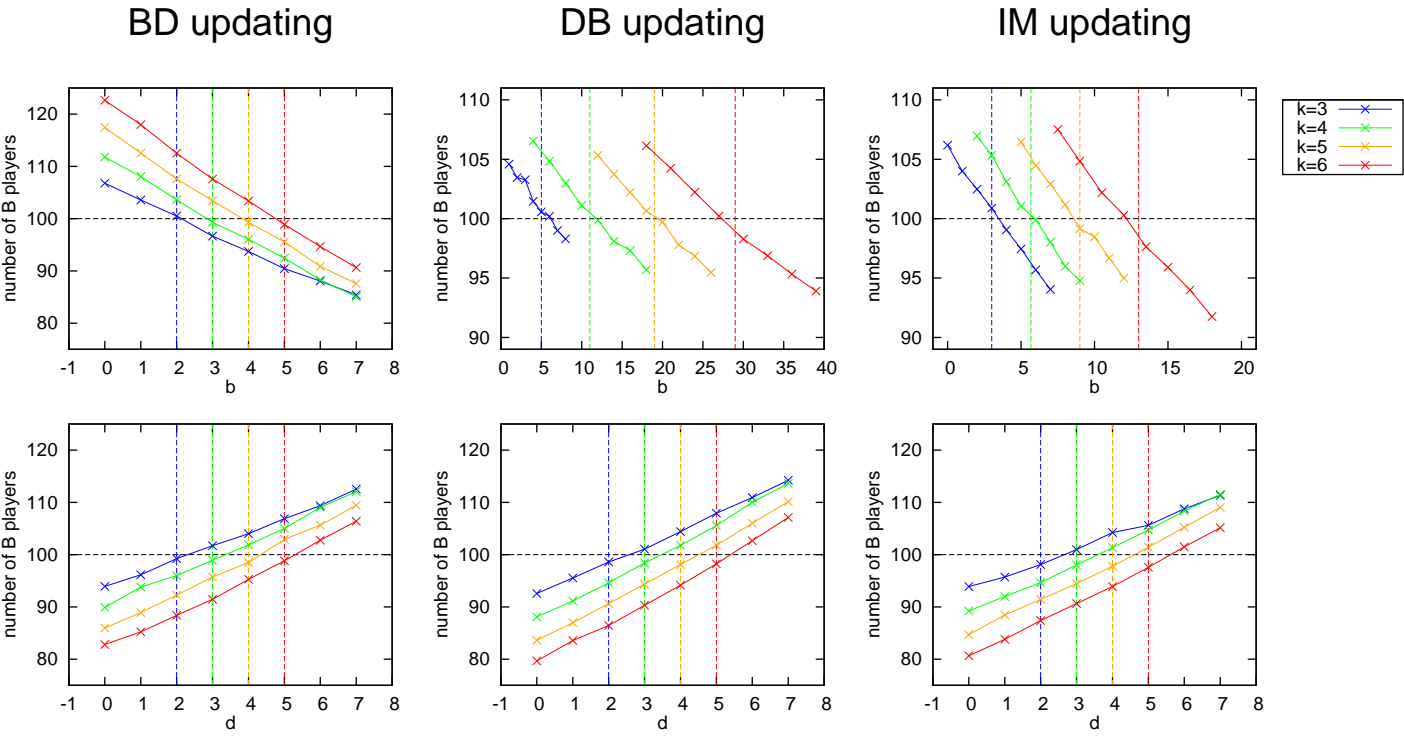 BD updating
DB updating
IM updating
number of B players
120
110
100
90
80
-1 0 1 2 3 4 5 6 7 8
b
number of B players
110
105
100
95
90
0 5 10 15 20 25 30 35 40
b
number of B players
110
105
100
95
90
0 5 10 15 20
b
k=3
k=4
k=5
k=6
number of B players
120
110
100
90
80
-1 0 1 2 3 4 5 6 7 8
d
number of B players
120
110
100
90
80
-1 0 1 2 3 4 5 6 7 8
d
number of B players
120
110
100
90
80
-1 0 1 2 3 4 5 6 7 8
d